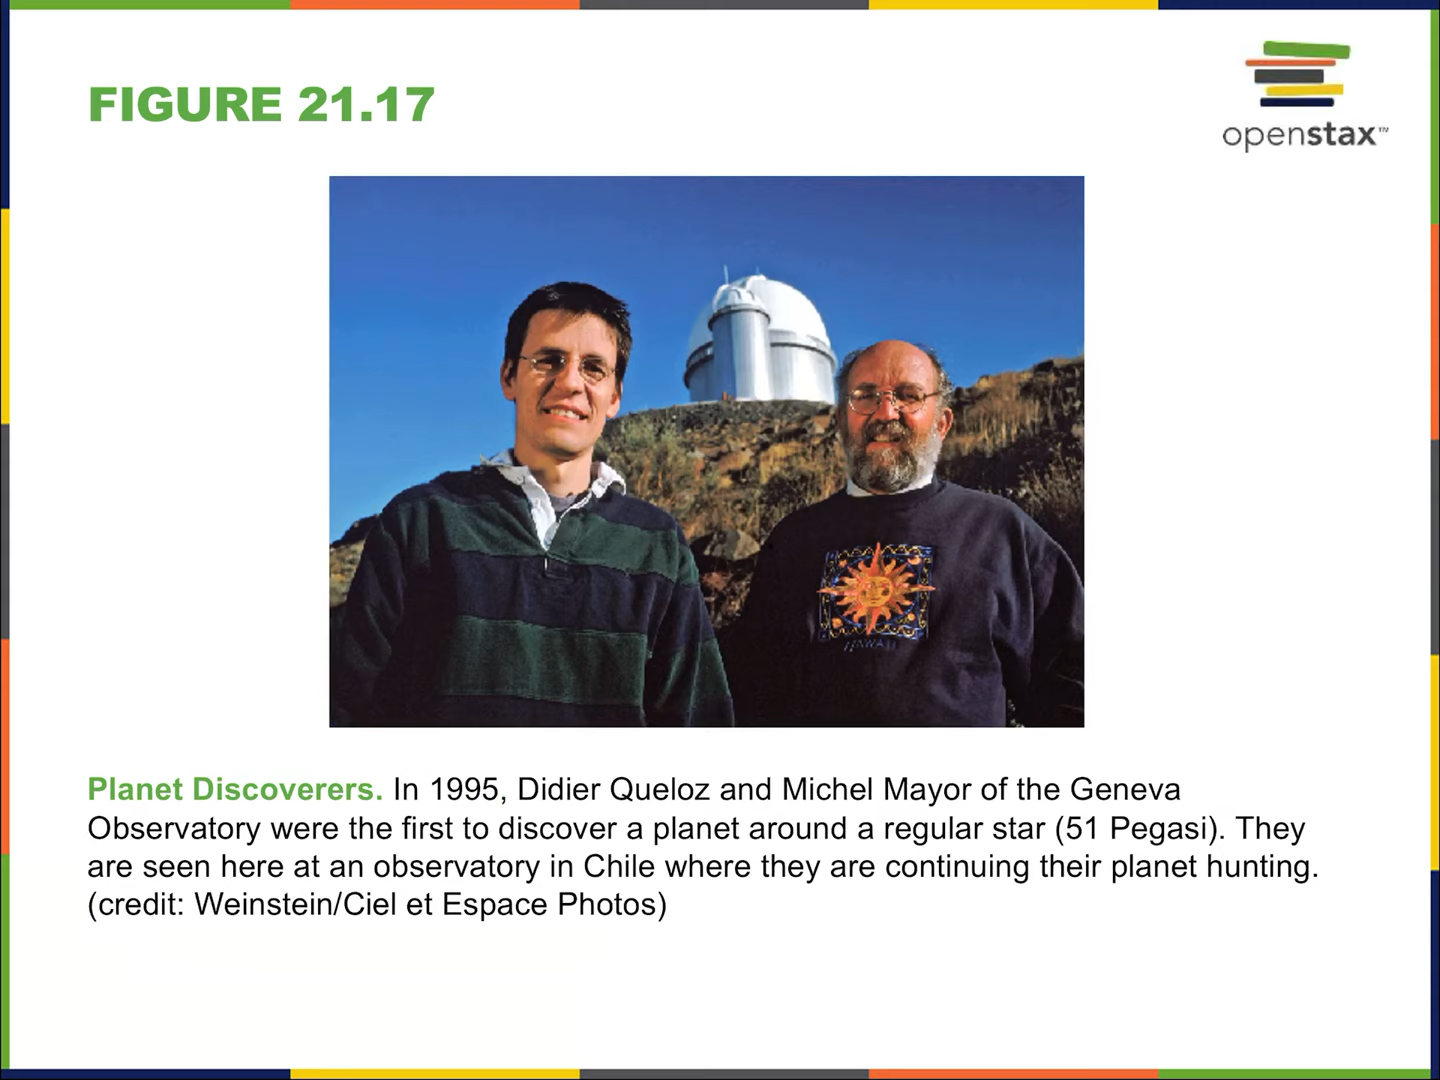 FIGURE 21.17
openstax™
HAWAII
Planet Discoverers. In 1995, Didier Queloz and Michel Mayor of the Geneva
Observatory were the first to discover a planet around a regular star (51 Pegasi). They
are seen here at an observatory in Chile where they are continuing their planet hunting.
(credit: Weinstein/Ciel et Espace Photos)